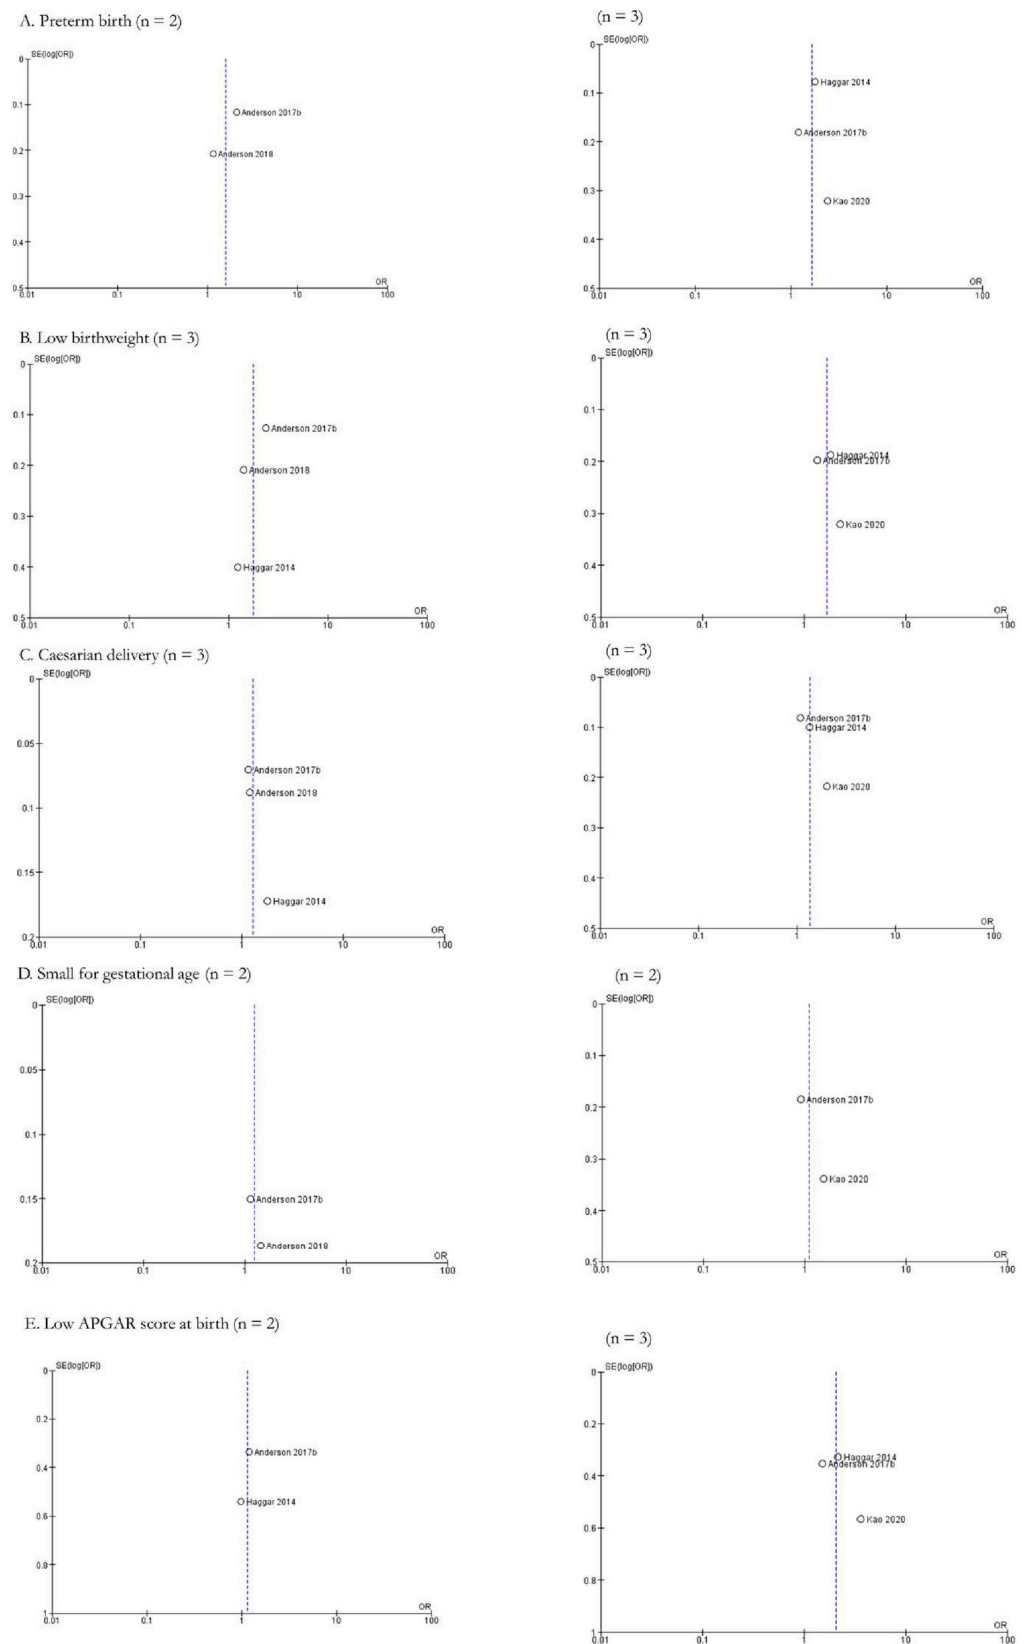 A. Preterm birth (n = 2)
SE(log[OR])
0
0.1
0.2
0.3
0.4
0.5
Anderson 2017b
Anderson 2018
OR
0.01 0.1 1 10 100
(n = 3)
SE(log[OR])
0
0.1
0.2
0.3
0.4
0.5
Haggar 2014
Anderson 2017b
Kao 2020
OR
0.01 0.1 1 10 100
B. Low birthweight (n = 3)
SE(log[OR])
0
0.1
0.2
0.3
0.4
0.5
Anderson 2017b
Anderson 2018
Haggar 2014
OR
0.01 0.1 1 10 100
(n = 3)
SE(log[OR])
0
0.1
0.2
0.3
0.4
0.5
Haggar 2014
Anderson 2017b
Kao 2020
OR
0.01 0.1 1 10 100
C. Caesarian delivery (n = 3)
SE(log[OR])
0
0.05
0.1
0.15
0.2
Anderson 2017b
Anderson 2018
Haggar 2014
OR
0.01 0.1 1 10 100
(n = 3)
SE(log[OR])
0
0.1
0.2
0.3
0.4
0.5
Anderson 2017b
Haggar 2014
Kao 2020
OR
0.01 0.1 1 10 100
D. Small for gestational age (n = 2)
SE(log[OR])
0
0.05
0.1
0.15
0.2
Anderson 2017b
Anderson 2018
OR
0.01 0.1 1 10 100
(n = 2)
SE(log[OR])
0
0.1
0.2
0.3
0.4
0.5
Anderson 2017b
Kao 2020
OR
0.01 0.1 1 10 100
E. Low APGAR score at birth (n = 2)
SE(log[OR])
0
0.2
0.4
0.6
0.8
1
Anderson 2017b
Haggar 2014
OR
0.01 0.1 1 10 100
(n = 3)
SE(log[OR])
0
0.2
0.4
0.6
0.8
1
Haggar 2014
Anderson 2017b
Kao 2020
OR
0.01 0.1 1 10 100